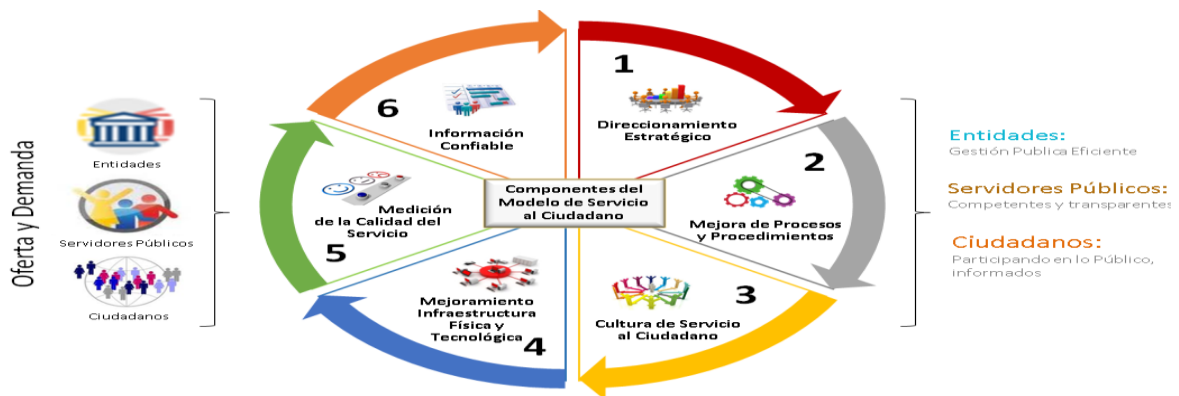 Oferta y Demanda
Entidades
Servidores Públicos
Ciudadanos
1
Direccionamiento
Estratégico
2
Mejora de Procesos
y Procedimientos
3
Cultura de Servicio
al Ciudadano
4
Mejoramiento
Infraestructura
Física y
Tecnológica
5
Medición
de la Calidad del
Servicio
6
Información
Confiable
Componentes del
Modelo de Servicio
al Ciudadano
Entidades:
Gestión Publica Eficiente
Servidores Públicos:
Competentes y transparentes
Ciudadanos:
Participando en lo Público,
informados